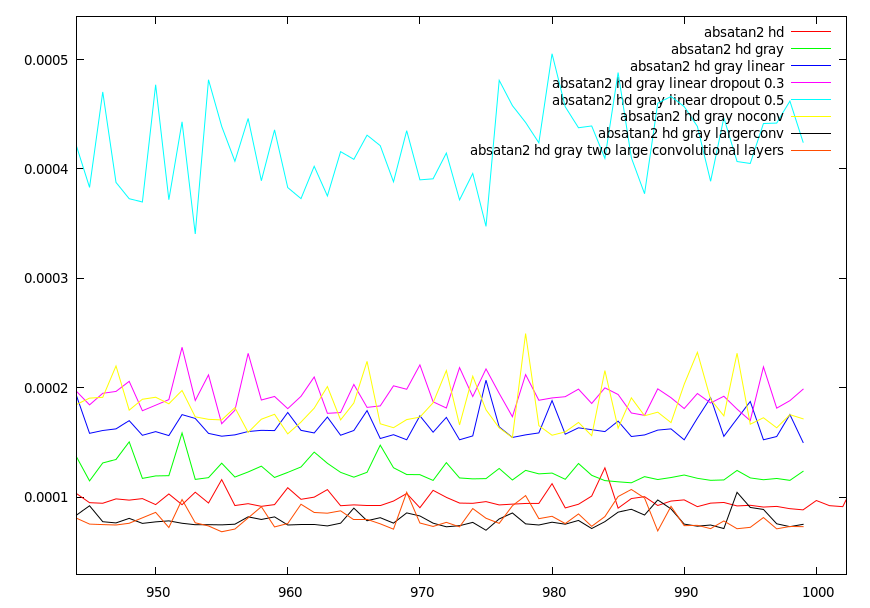 absatan2 hd
absatan2 hd gray
absatan2 hd gray linear
absatan2 hd gray linear dropout 0.3
absatan2 hd gray linear dropout 0.5
absatan2 hd gray noconv
absatan2 hd gray largerconv
absatan2 hd gray two large convolutional layers
0.0005
0.0004
0.0003
0.0002
0.0001
950 960 970 980 990 1000